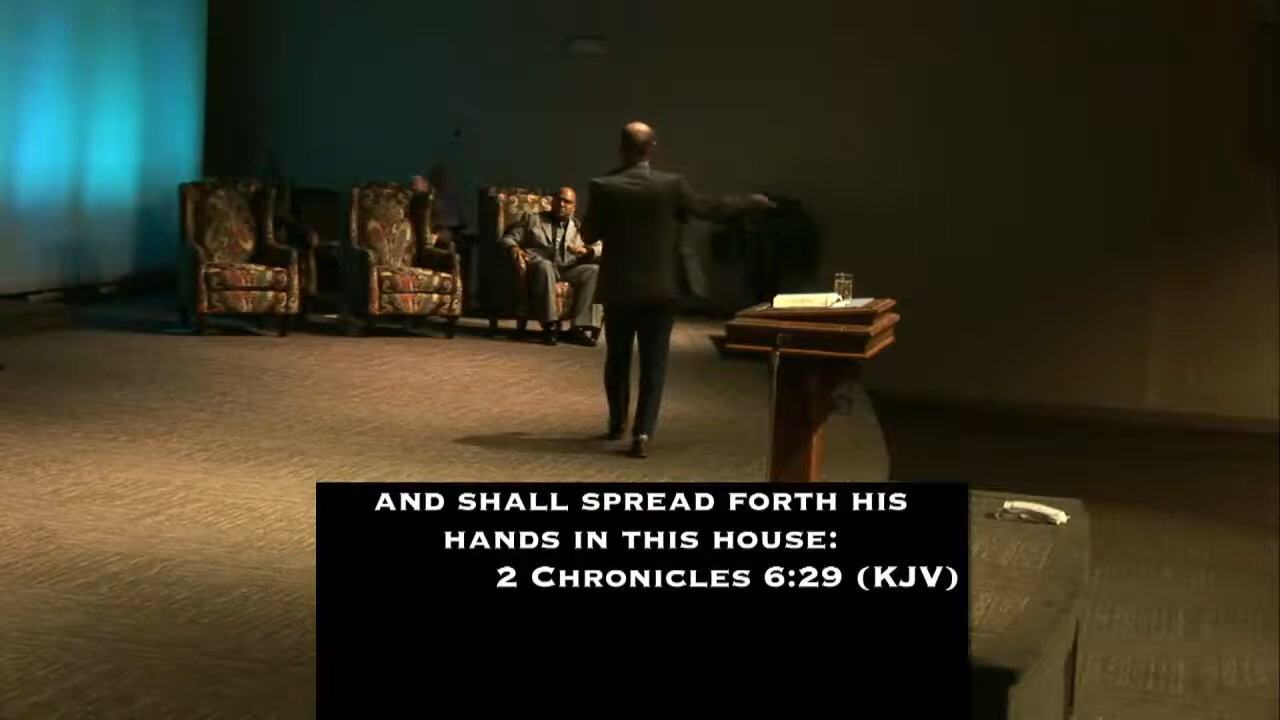 AND SHALL SPREAD FORTH HIS
HANDS IN THIS HOUSE:
2 CHRONICLES 6:29 (KJV)